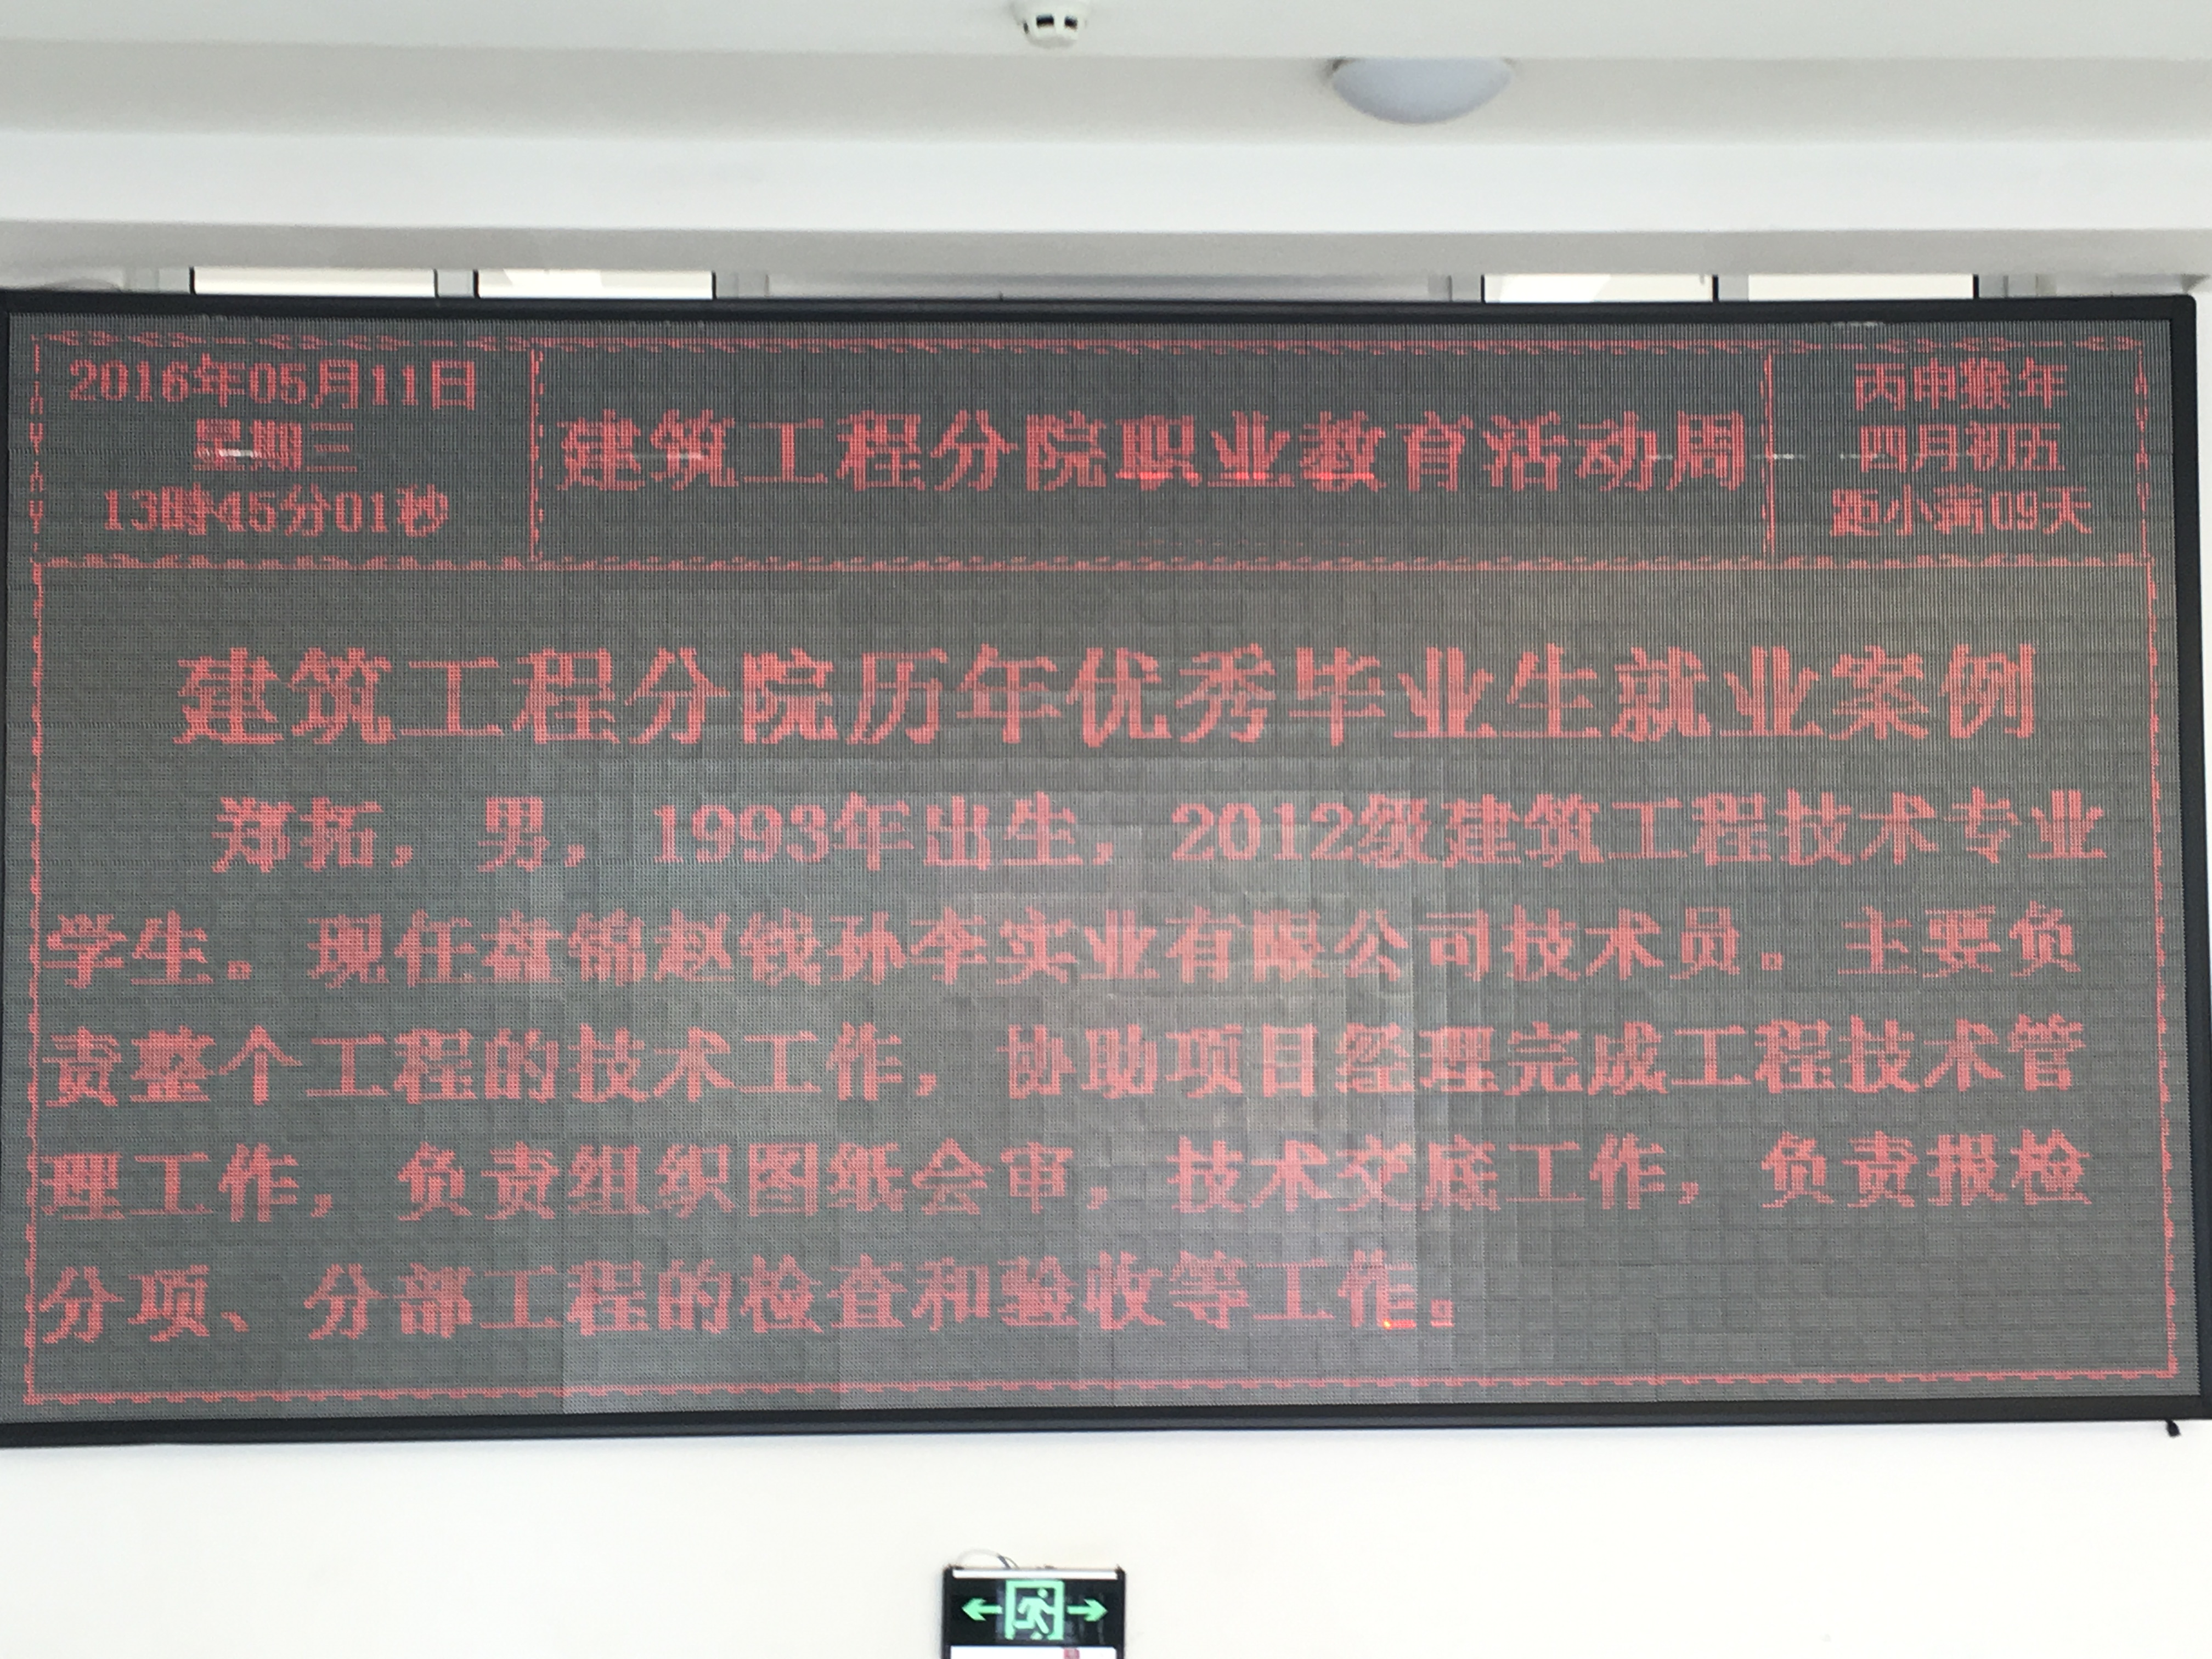 2016年05月11日
星期三
13時45分01秒
建筑工程分院职业教育活动周
丙申猴年
四月初五
距小满09天
建筑工程分院历年优秀毕业生就业案例
郑拓，男，1993年出生，2012级建筑工程技术专业
学生。现任盘锦赵钱孙李实业有限公司技术员。主要负
责整个工程的技术工作，协助项目经理完成工程技术管
理工作，负责组织图纸会审，技术交底工作，负责报检
分项、分部工程的检查和验收等工作。